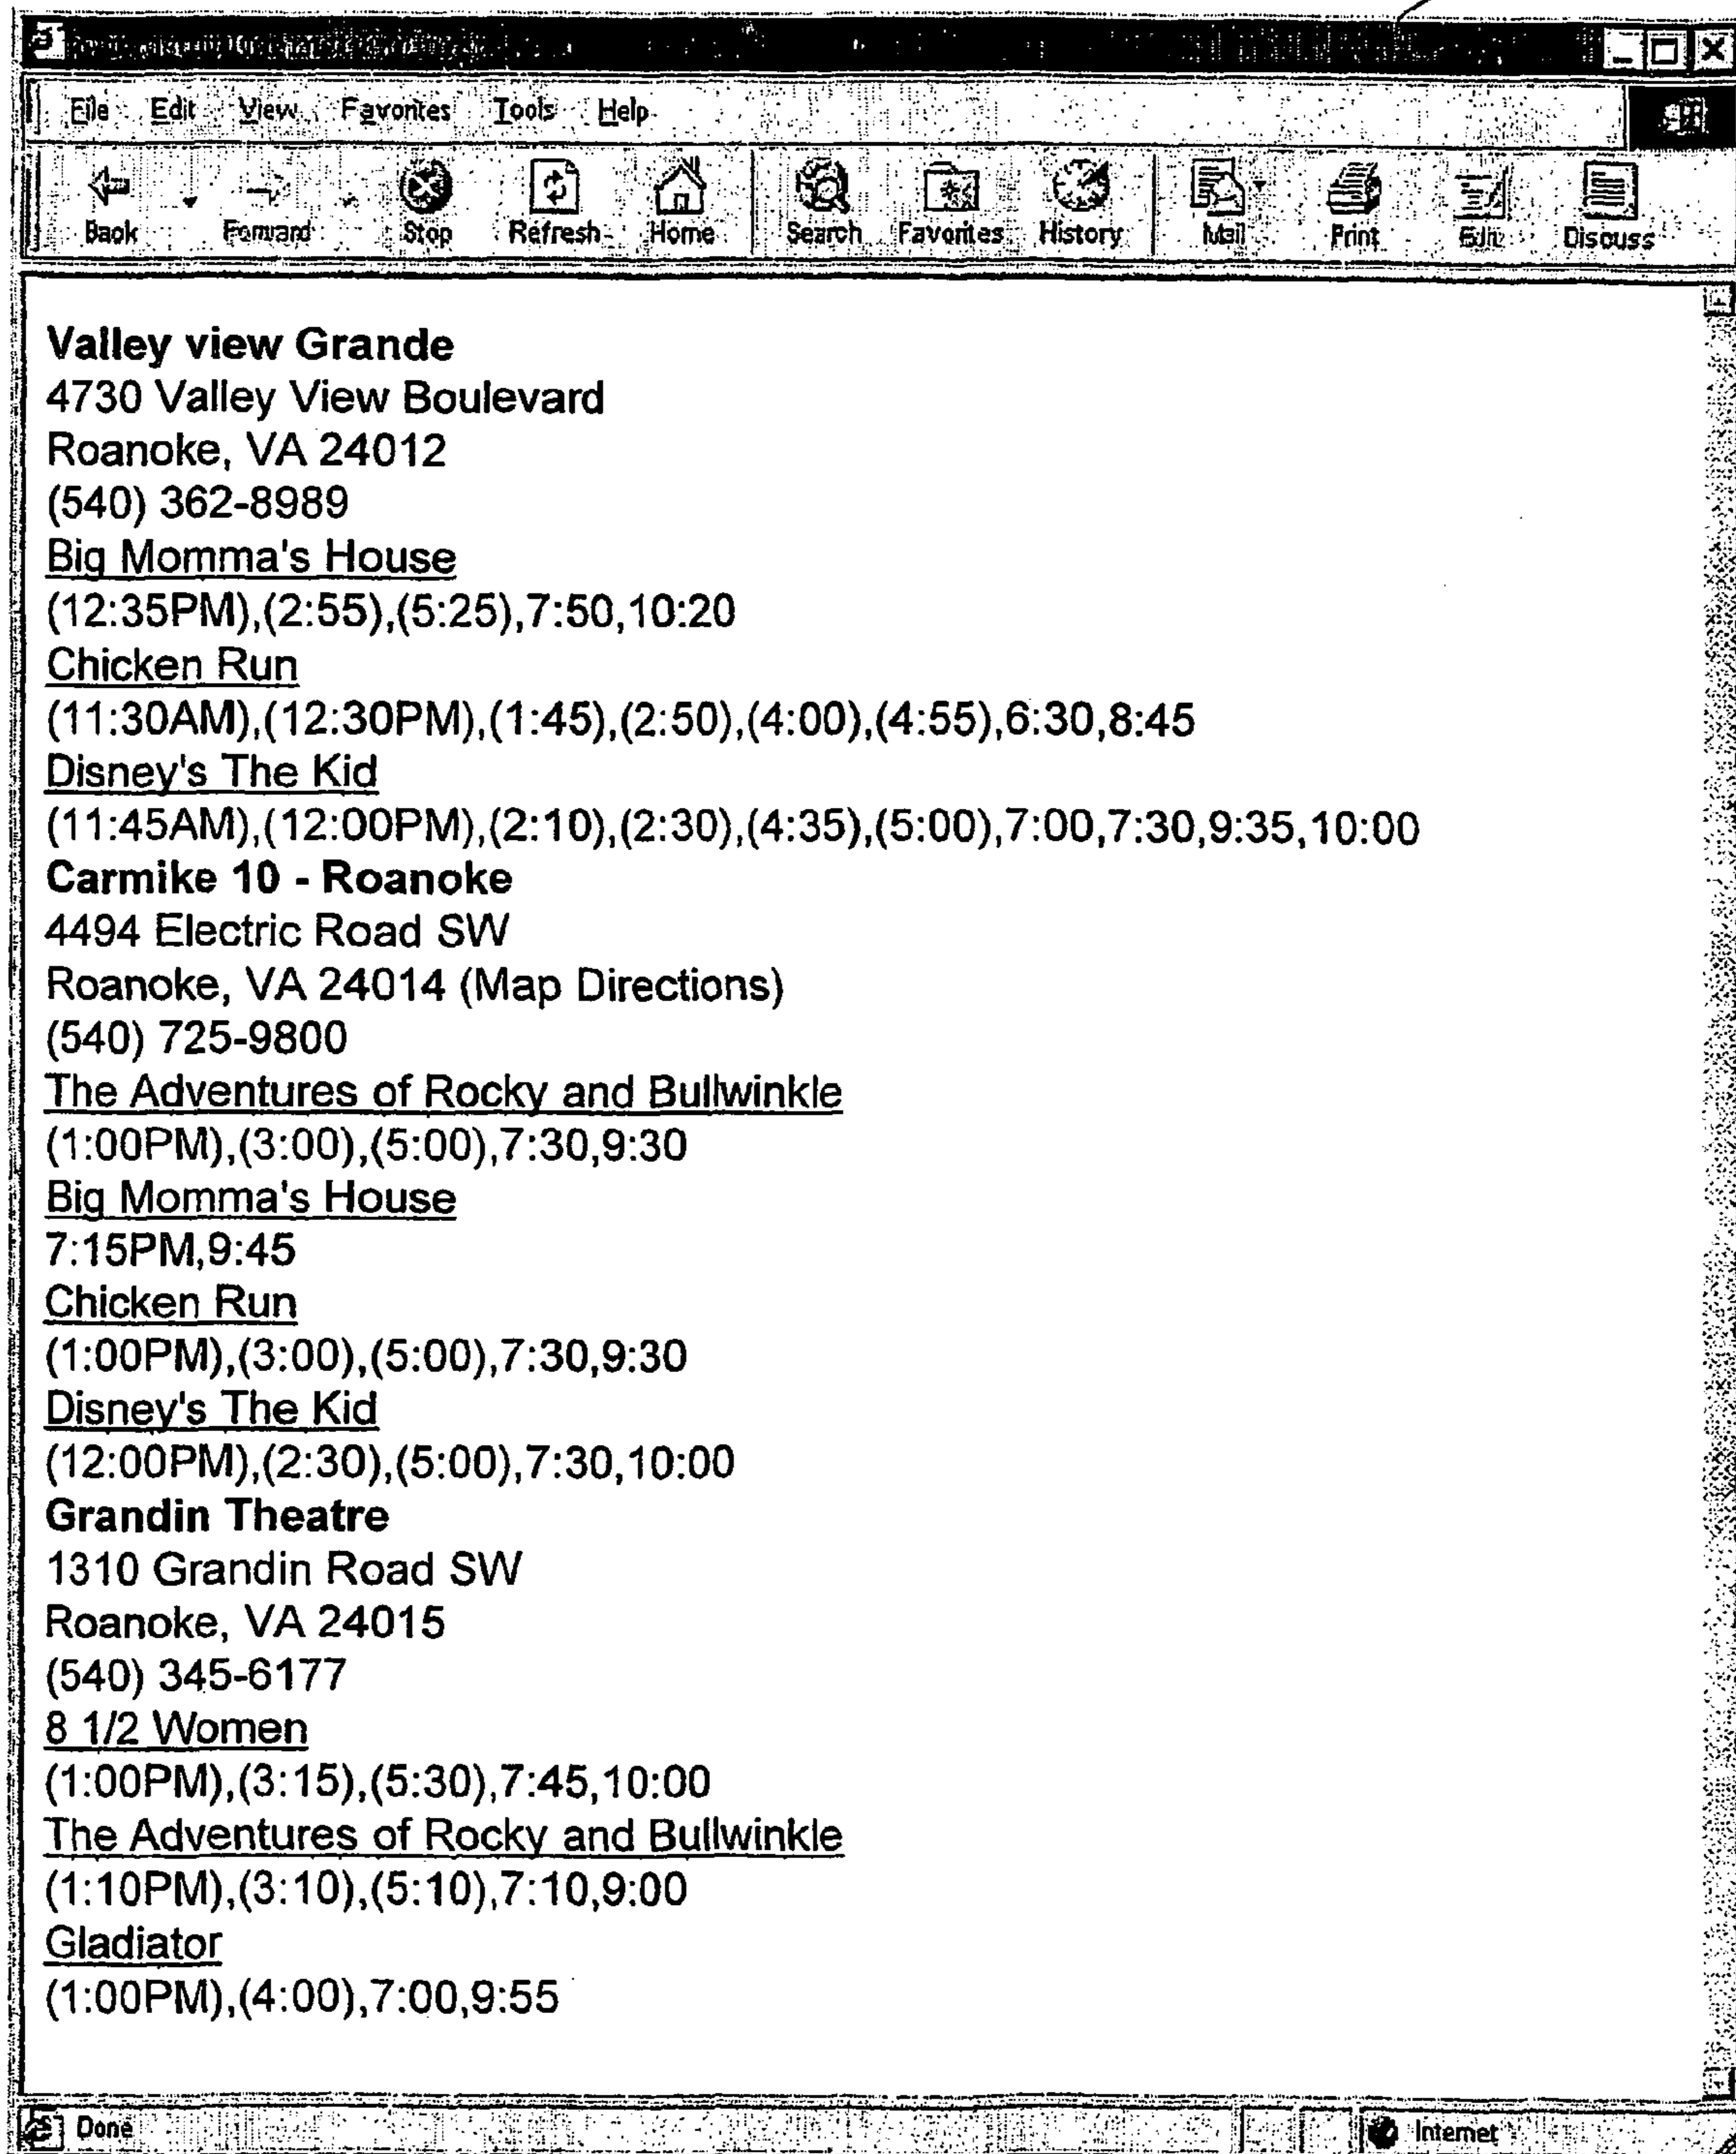 File Edit View Favorites Tools Help
Back Forward Stop Refresh Home Search Favorites History Mail Print Edit Discuss
Valley view Grande
4730 Valley View Boulevard
Roanoke, VA 24012
(540) 362-8989
Big Momma's House
(12:35PM),(2:55),(5:25),7:50,10:20
Chicken Run
(11:30AM),(12:30PM),(1:45),(2:50),(4:00),(4:55),6:30,8:45
Disney's The Kid
(11:45AM),(12:00PM),(2:10),(2:30),(4:35),(5:00),7:00,7:30,9:35,10:00
Carmike 10 - Roanoke
4494 Electric Road SW
Roanoke, VA 24014 (Map Directions)
(540) 725-9800
The Adventures of Rocky and Bullwinkle
(1:00PM),(3:00),(5:00),7:30,9:30
Big Momma's House
7:15PM,9:45
Chicken Run
(1:00PM),(3:00),(5:00),7:30,9:30
Disney's The Kid
(12:00PM),(2:30),(5:00),7:30,10:00
Grandin Theatre
1310 Grandin Road SW
Roanoke, VA 24015
(540) 345-6177
8 1/2 Women
(1:00PM),(3:15),(5:30),7:45,10:00
The Adventures of Rocky and Bullwinkle
(1:10PM),(3:10),(5:10),7:10,9:00
Gladiator
(1:00PM),(4:00),7:00,9:55
Done Internet